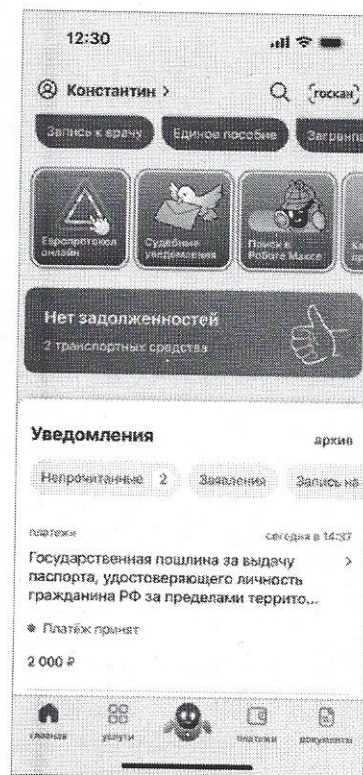 12:30
Константин >
госкан
Запись к врачу
Единое пособие
Загранпа
Европротокол онлайн
Судебные уведомления
Поиск в Роботе Максе
Нет задолженностей
2 транспортных средства
Уведомления
архив
Непрочитанные 2
Заявления
Запись на
платежи
сегодня в 14:37
Государственная пошлина за выдачу
паспорта, удостоверяющего личность
гражданина РФ за пределами террито...
Платёж принят
2 000 ₽
главная
услуги
платежи
документы